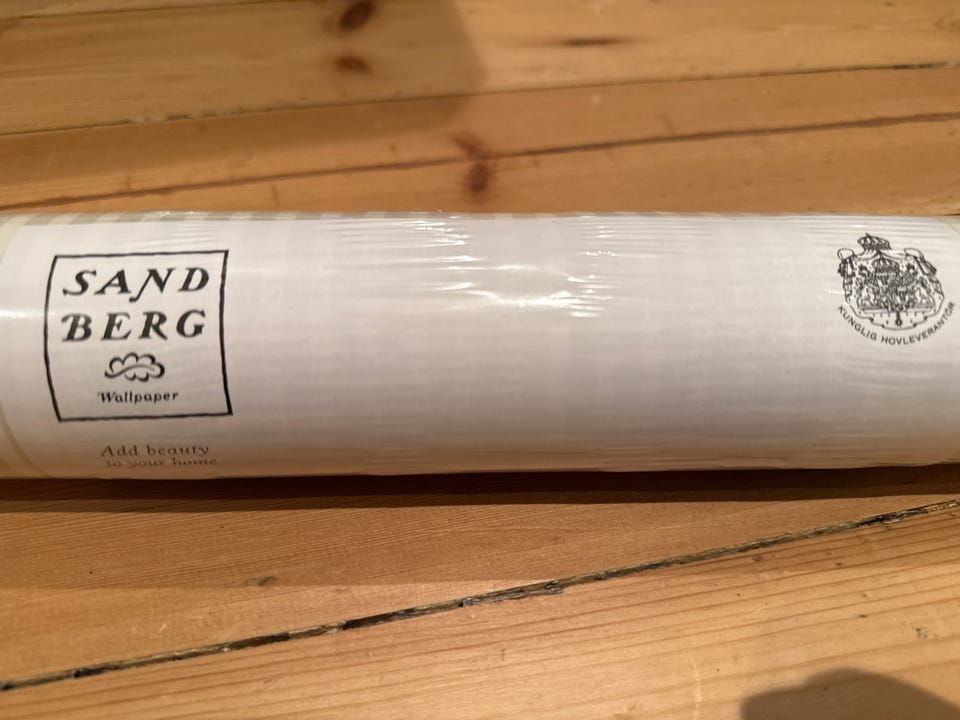 SAND
BERG
Wallpaper
Add beauty
to your home
KUNGLIG HOVLEVERANTÖR